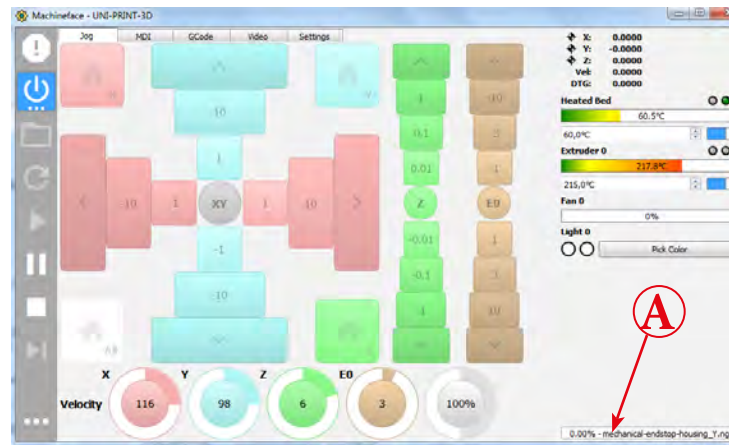 Machineface - UNI-PRINT-3D
Jog MDI GCode Video Settings
X: 0.0000
Y: -0.0000
Z: 0.0000
Vel: 0.0000
DTG: 0.0000
Heated Bed
60.5°C
60,0°C
Extruder 0
217.8°C
215,0°C
Fan 0
0%
Light 0
Pick Color
10
1
10 1 XY 1 10
-1
-10
1
0.1
0.01
Z
-0.01
-0.1
-1
10
3
1
E0
1
3
10
A
X Y Z E0
Velocity 116 98 6 3 100%
0.00% - mechanical-endstop-housing_Y.ng